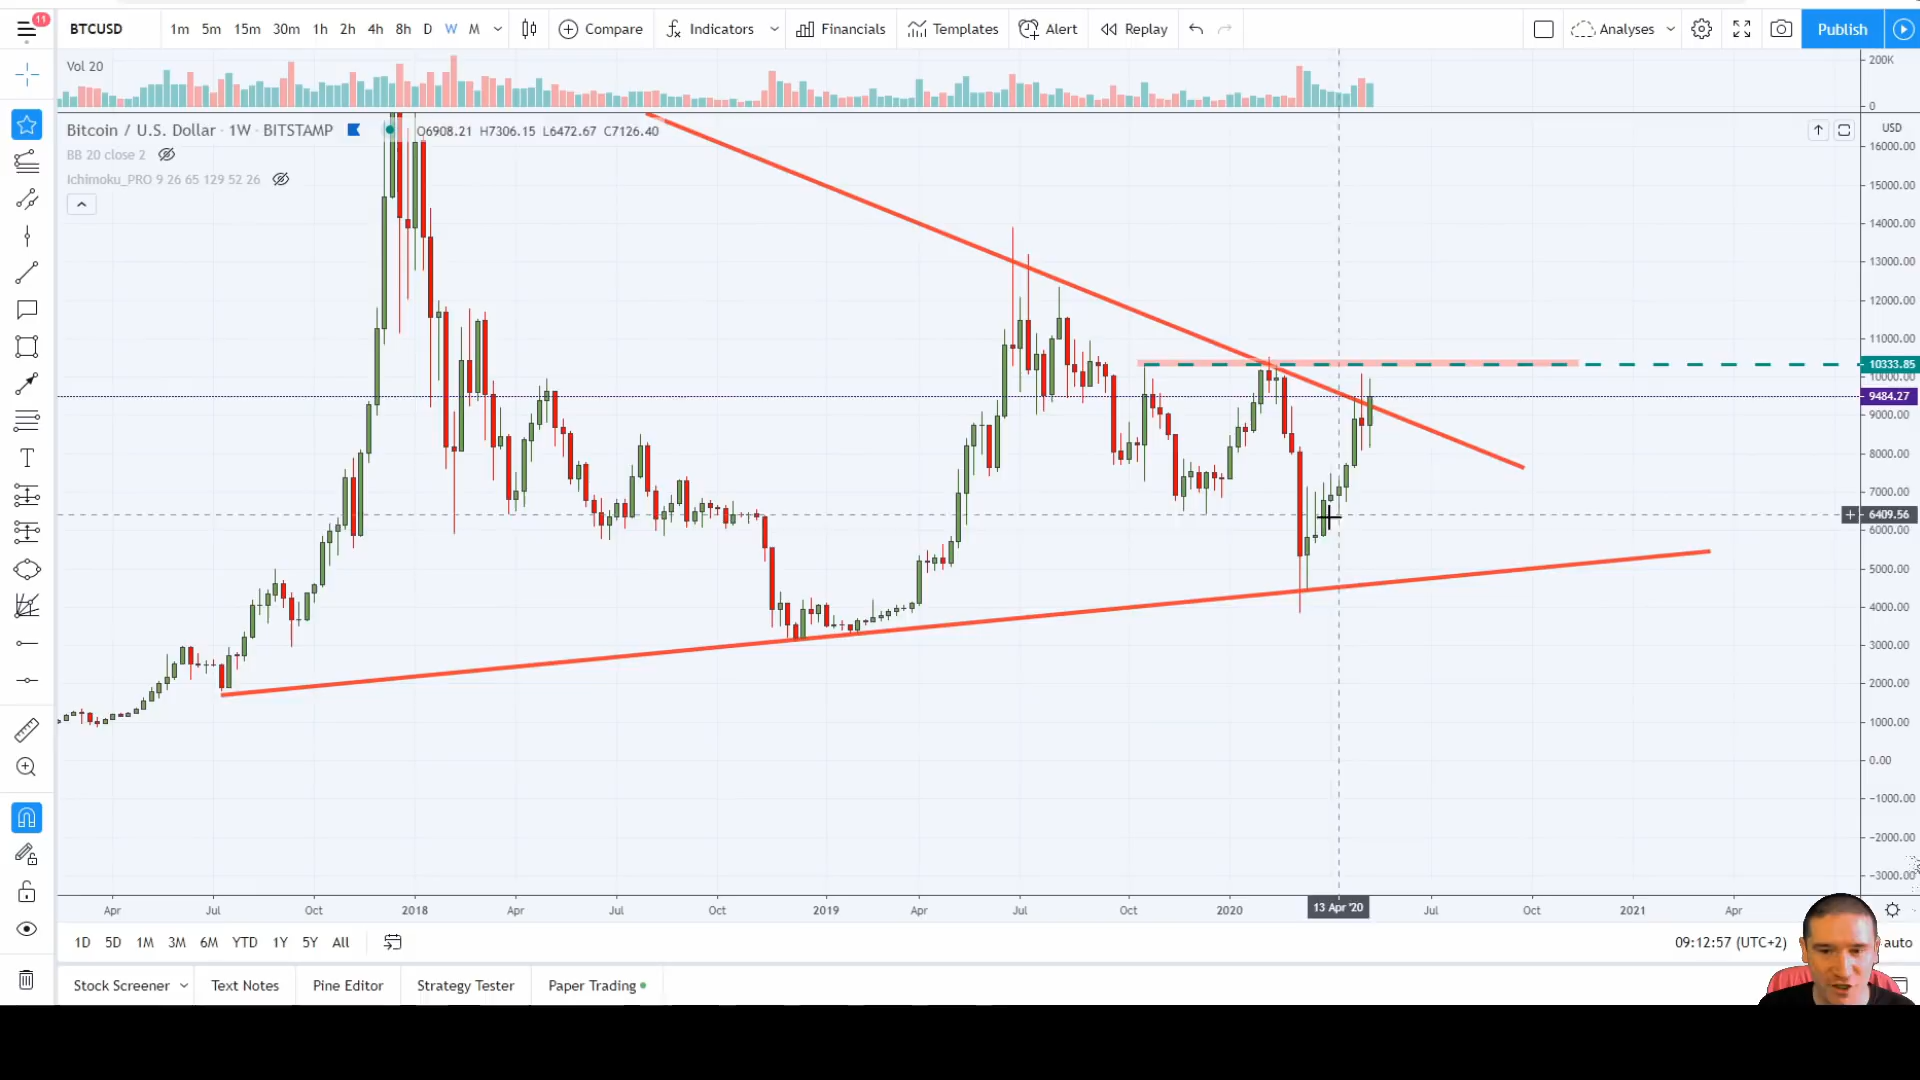 11
BTCUSD 1m 5m 15m 30m 1h 2h 4h 8h D W M Compare Indicators Financials Templates Alert Replay Analyses Publish
Vol 20
200K
0
Bitcoin / U.S. Dollar · 1W · BITSTAMP O6908.21 H7306.15 L6472.67 C7126.40
BB 20 close 2
Ichimoku_PRO 9 26 65 129 52 26
USD
16000.00
15000.00
14000.00
13000.00
12000.00
11000.00
10333.85
10000.00
9484.27
9000.00
8000.00
7000.00
6409.56
6000.00
5000.00
4000.00
3000.00
2000.00
1000.00
0.00
−1000.00
−2000.00
−3000.00
Apr Jul Oct 2018 Apr Jul Oct 2019 Apr Jul Oct 2020 13 Apr '20 Jul Oct 2021 Apr
1D 5D 1M 3M 6M YTD 1Y 5Y All 09:12:57 (UTC+2) auto
Stock Screener Text Notes Pine Editor Strategy Tester Paper Trading